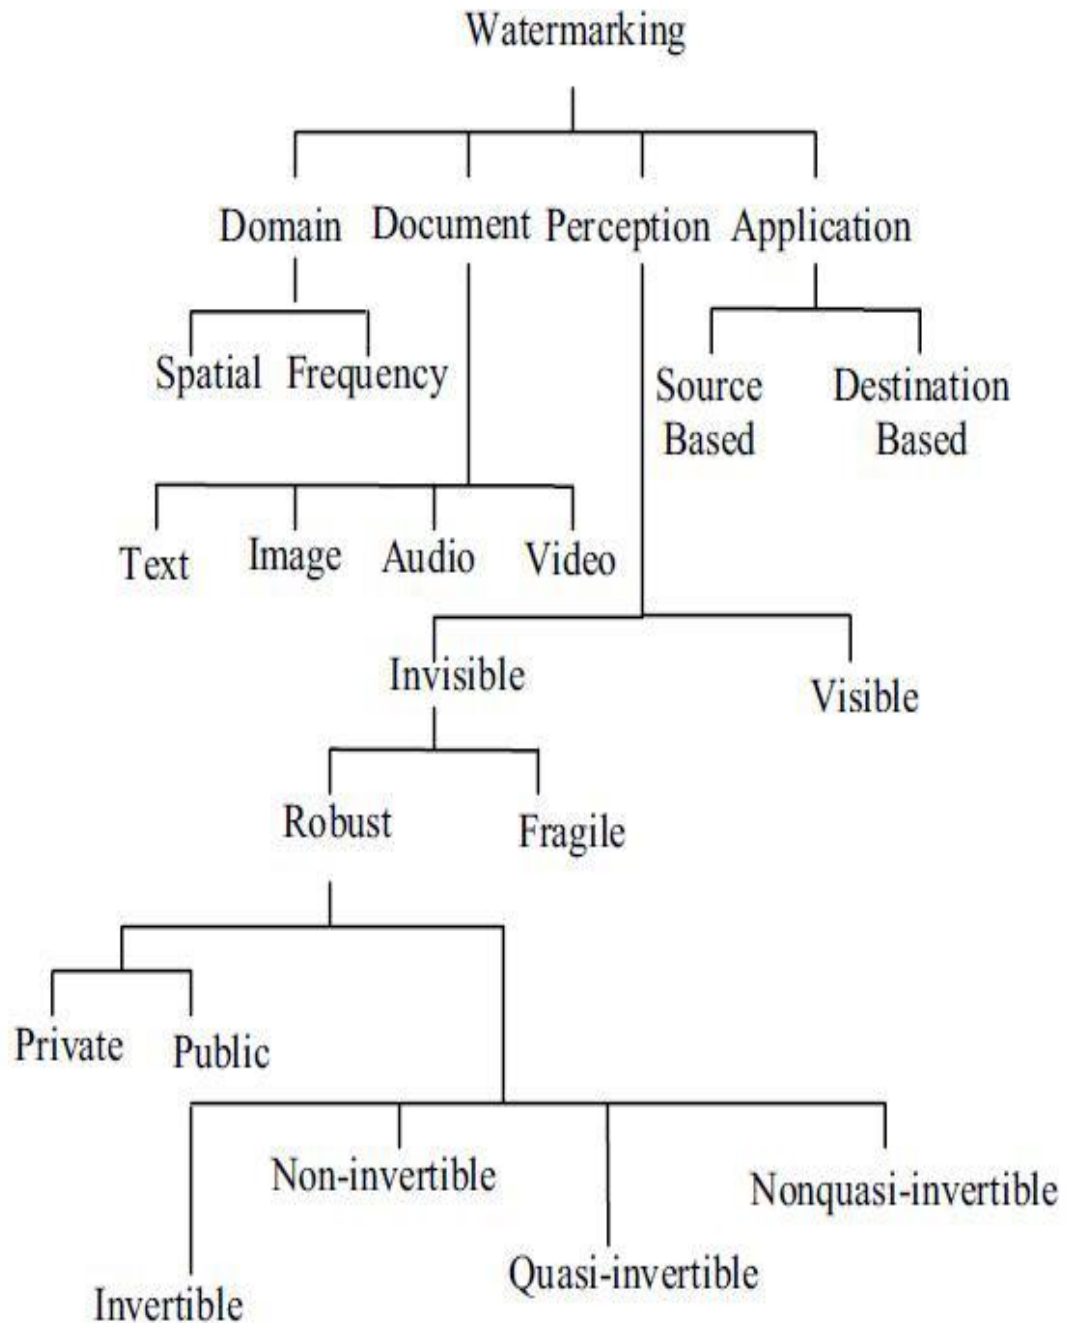 Watermarking
Domain Document Perception Application
Spatial Frequency
Source
Based
Destination
Based
Text Image Audio Video
Invisible
Visible
Robust
Fragile
Private
Public
Non-invertible
Nonquasi-invertible
Quasi-invertible
Invertible